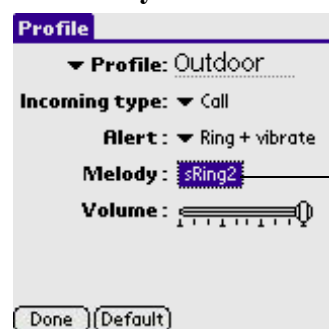 Profile
Profile: Outdoor
Incoming type: Call
Alert: Ring + vibrate
Melody: sRing2
Volume:
Done Default